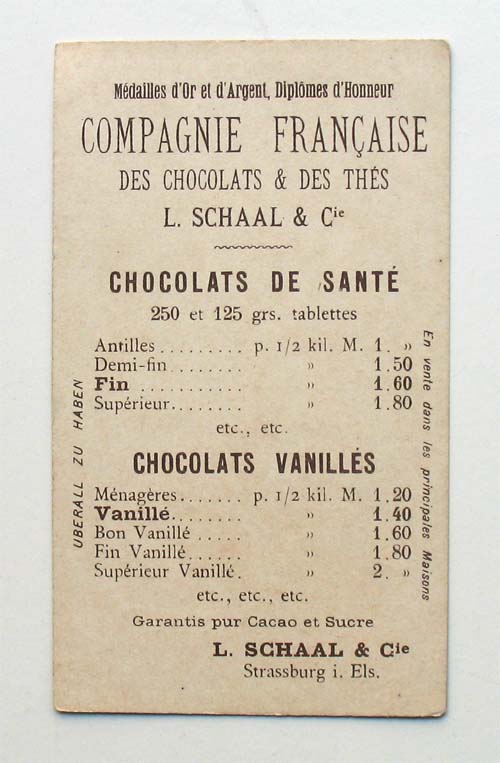 Médailles d'Or et d'Argent, Diplômes d'Honneur
COMPAGNIE FRANÇAISE
DES CHOCOLATS & DES THÉS
L. SCHAAL & Cie
CHOCOLATS DE SANTÉ
250 et 125 grs. tablettes
Antilles ......... p. 1/2 kil. M. 1. »
Demi-fin ......... » 1.50
Fin ......... » 1.60
Supérieur........ » 1.80
etc., etc.
CHOCOLATS VANILLÉS
Ménagères....... p. 1/2 kil. M. 1.20
Vanillé........ » 1.40
Bon Vanillé ..... » 1.60
Fin Vanillé...... » 1.80
Supérieur Vanillé. » 2. »
etc., etc., etc.
Garantis pur Cacao et Sucre
L. SCHAAL & Cie
Strassburg i. Els.
UBERALL ZU HABEN
En vente dans les principales Maisons